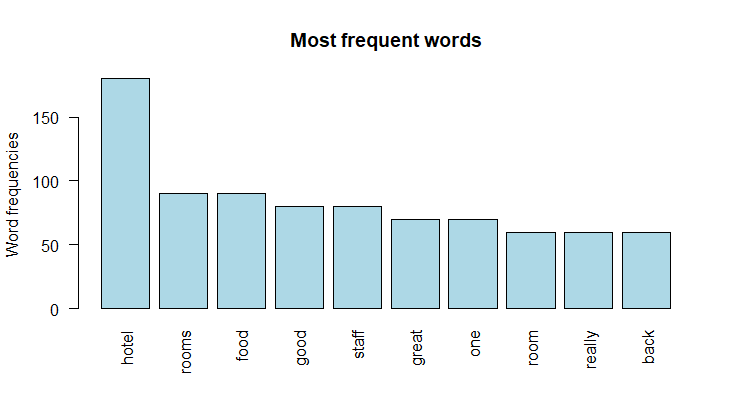 Most frequent words
Word frequencies
150
100
50
0
hotel
rooms
food
good
staff
great
one
room
really
back